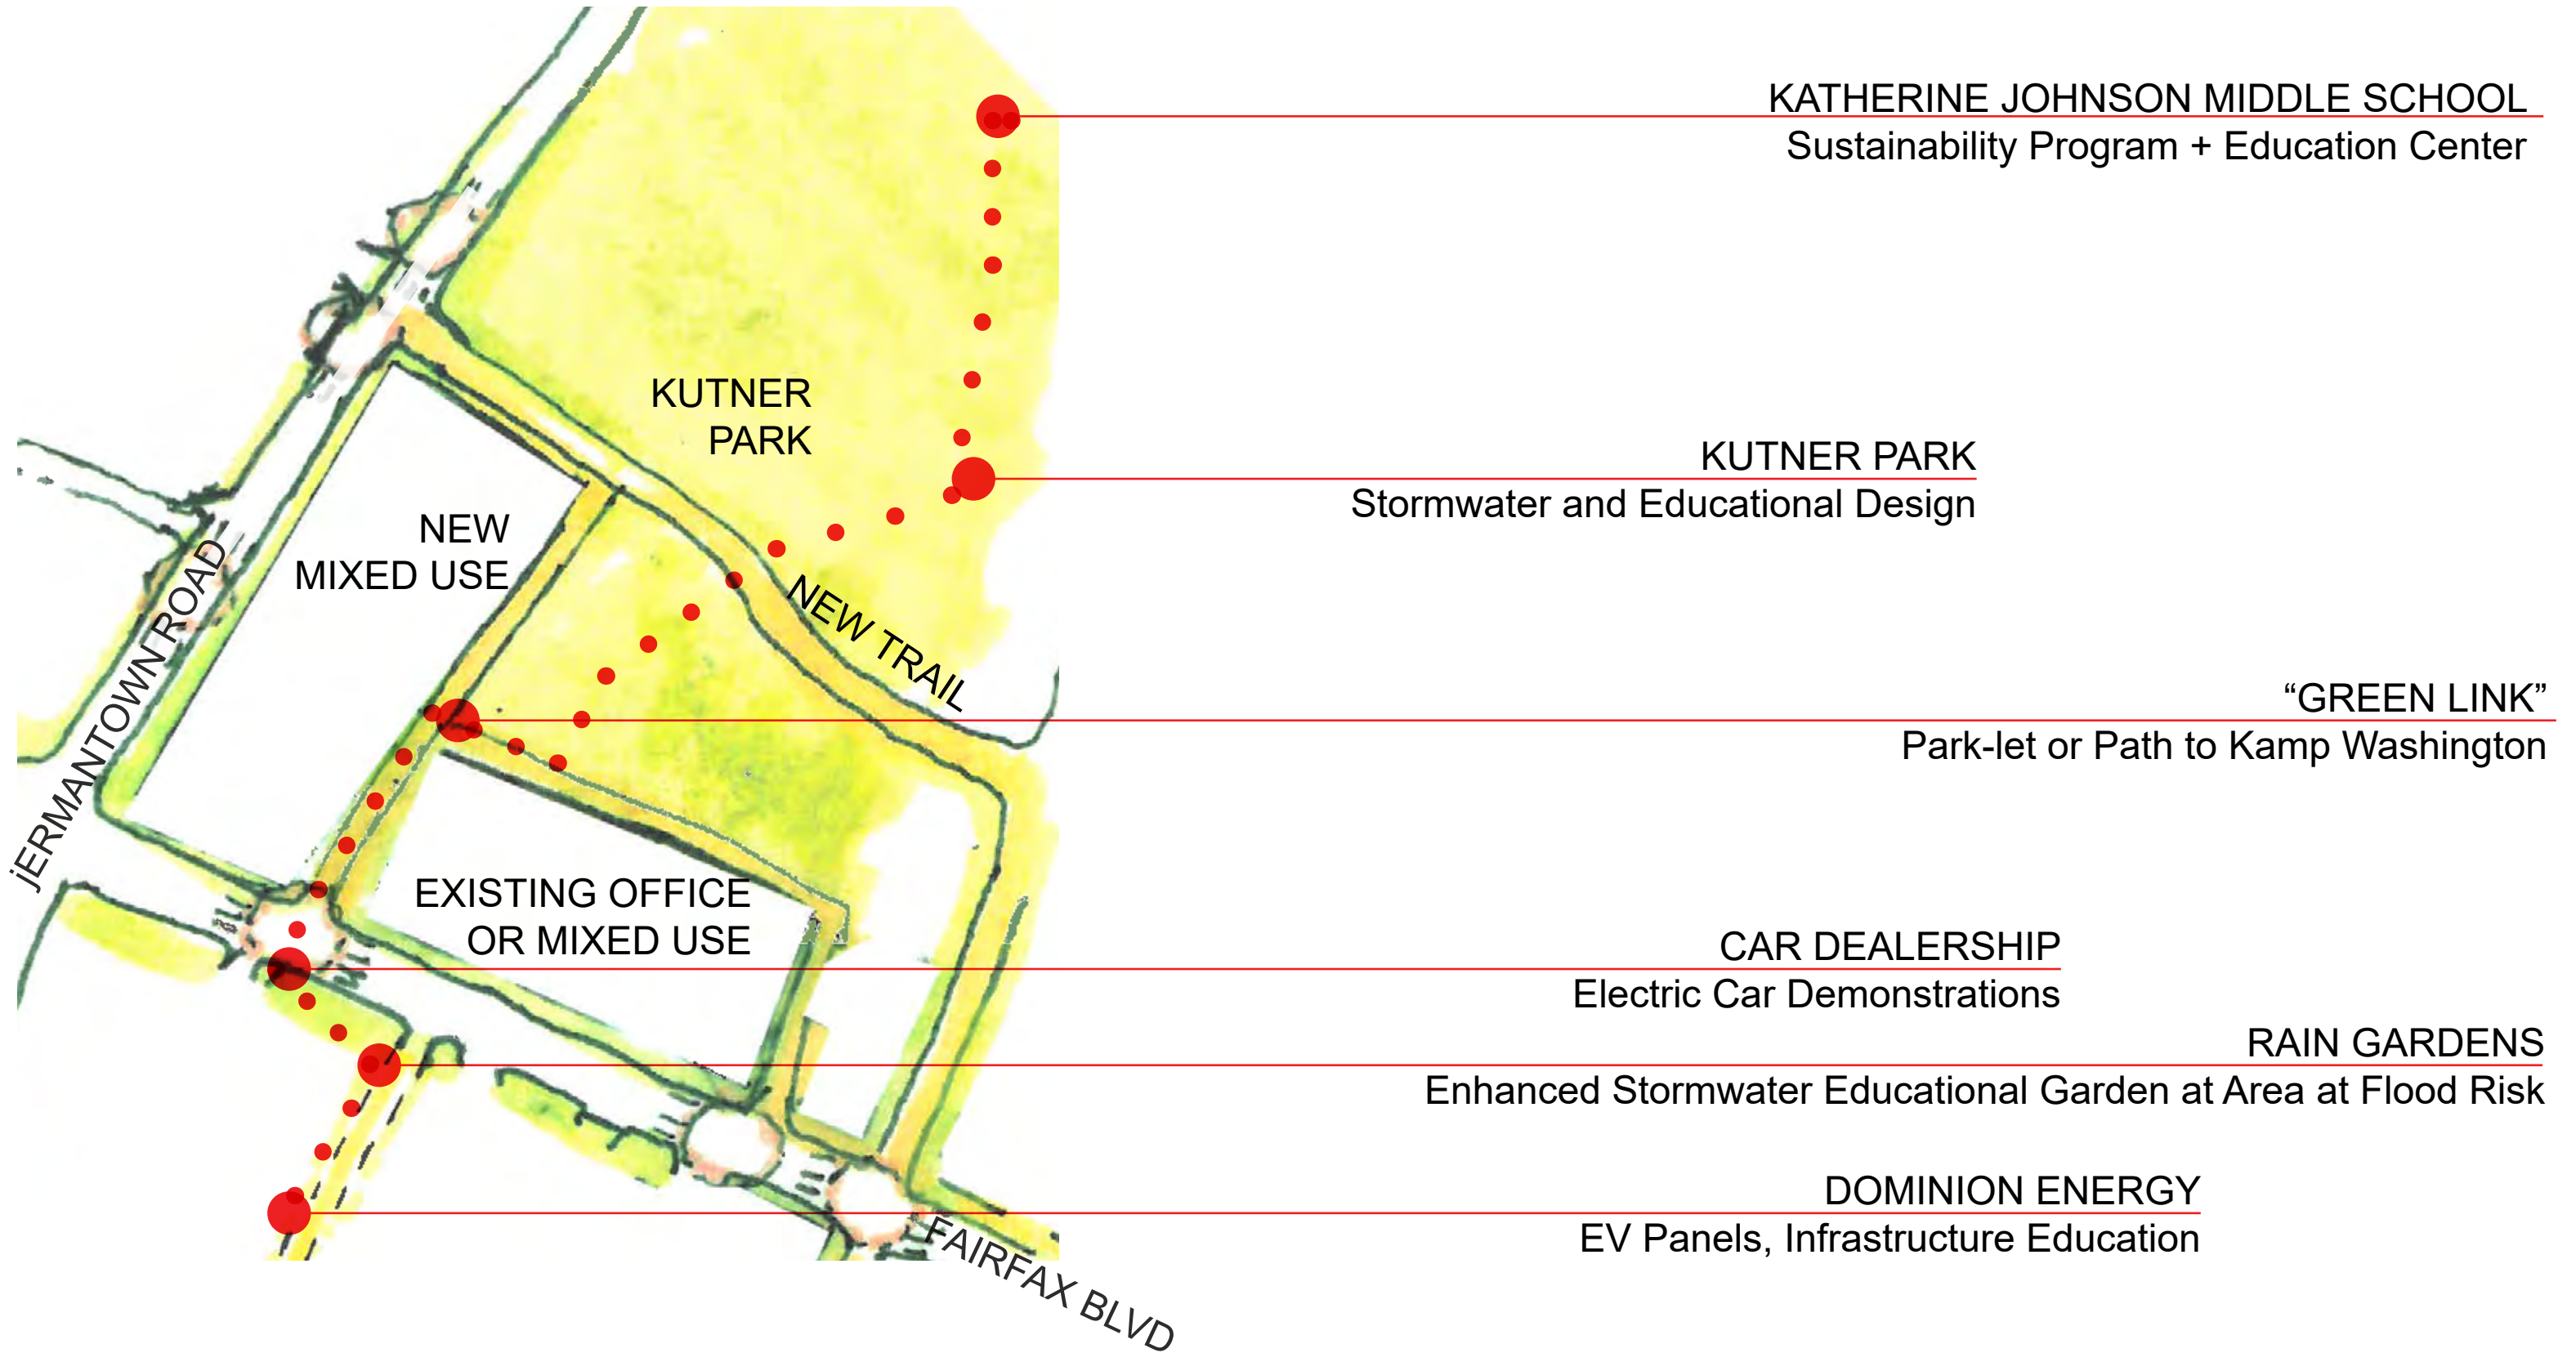 KATHERINE JOHNSON MIDDLE SCHOOL
Sustainability Program + Education Center
KUTNER
PARK
KUTNER PARK
Stormwater and Educational Design
NEW
MIXED USE
NEW TRAIL
jERMANTOWN ROAD
“GREEN LINK”
Park-let or Path to Kamp Washington
EXISTING OFFICE
OR MIXED USE
CAR DEALERSHIP
Electric Car Demonstrations
RAIN GARDENS
Enhanced Stormwater Educational Garden at Area at Flood Risk
DOMINION ENERGY
EV Panels, Infrastructure Education
FAIRFAX BLVD